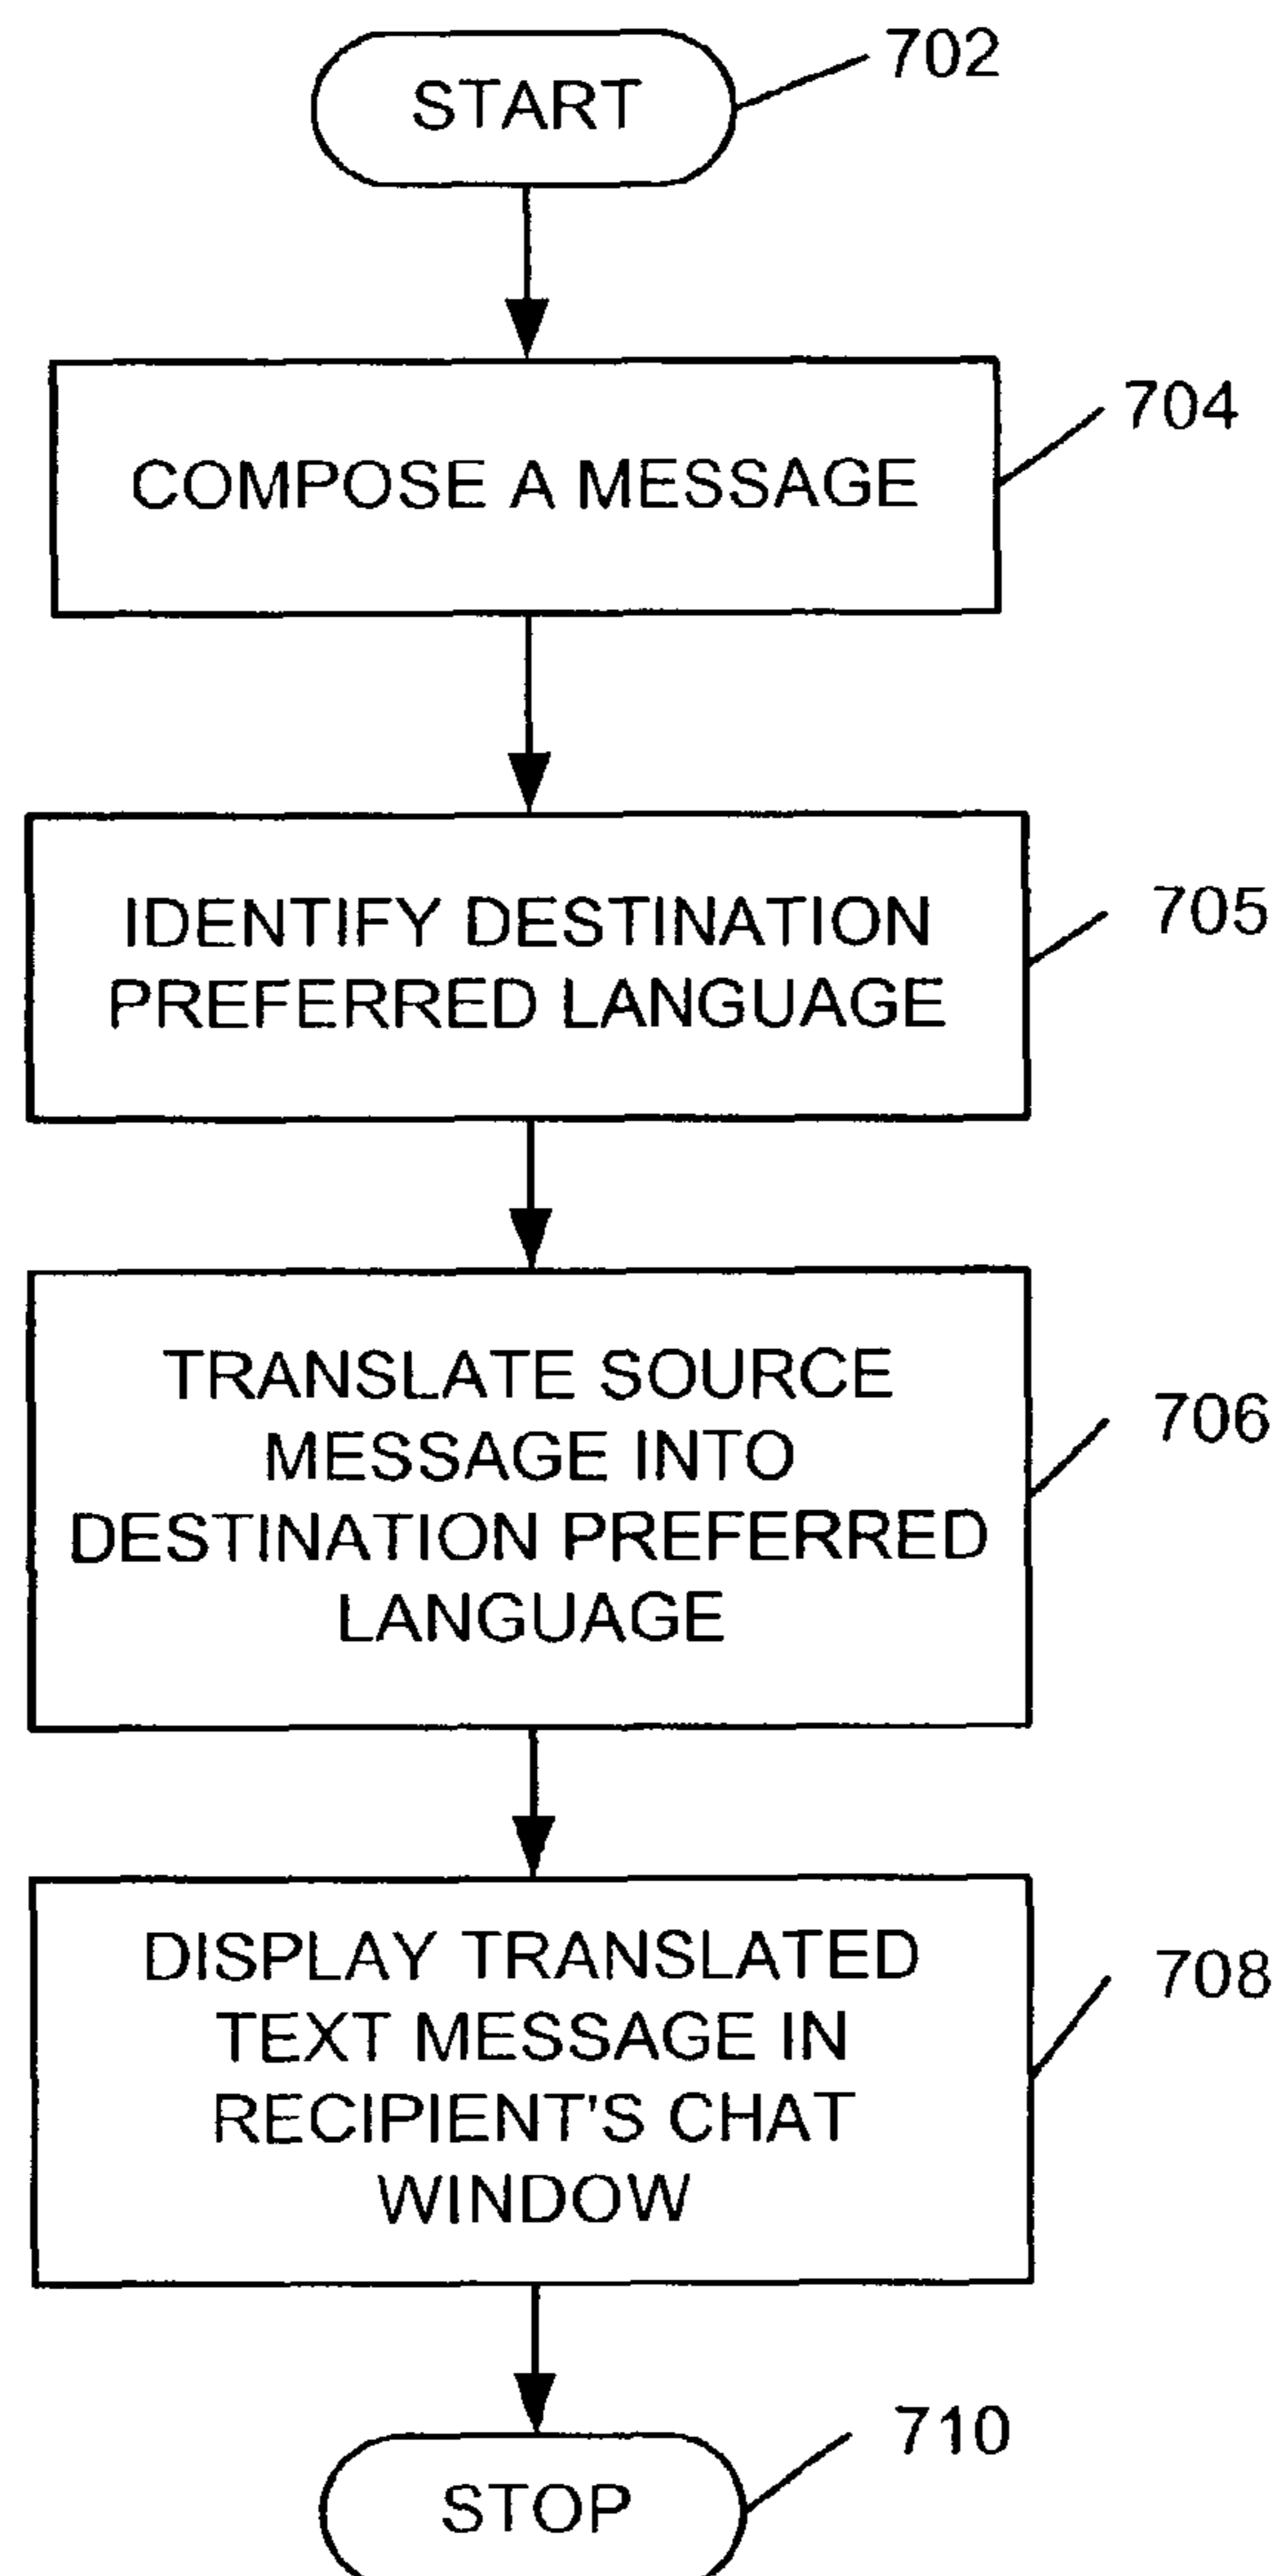 START
702
COMPOSE A MESSAGE
704
IDENTIFY DESTINATION
PREFERRED LANGUAGE
705
TRANSLATE SOURCE
MESSAGE INTO
DESTINATION PREFERRED
LANGUAGE
706
DISPLAY TRANSLATED
TEXT MESSAGE IN
RECIPIENT'S CHAT
WINDOW
708
STOP
710